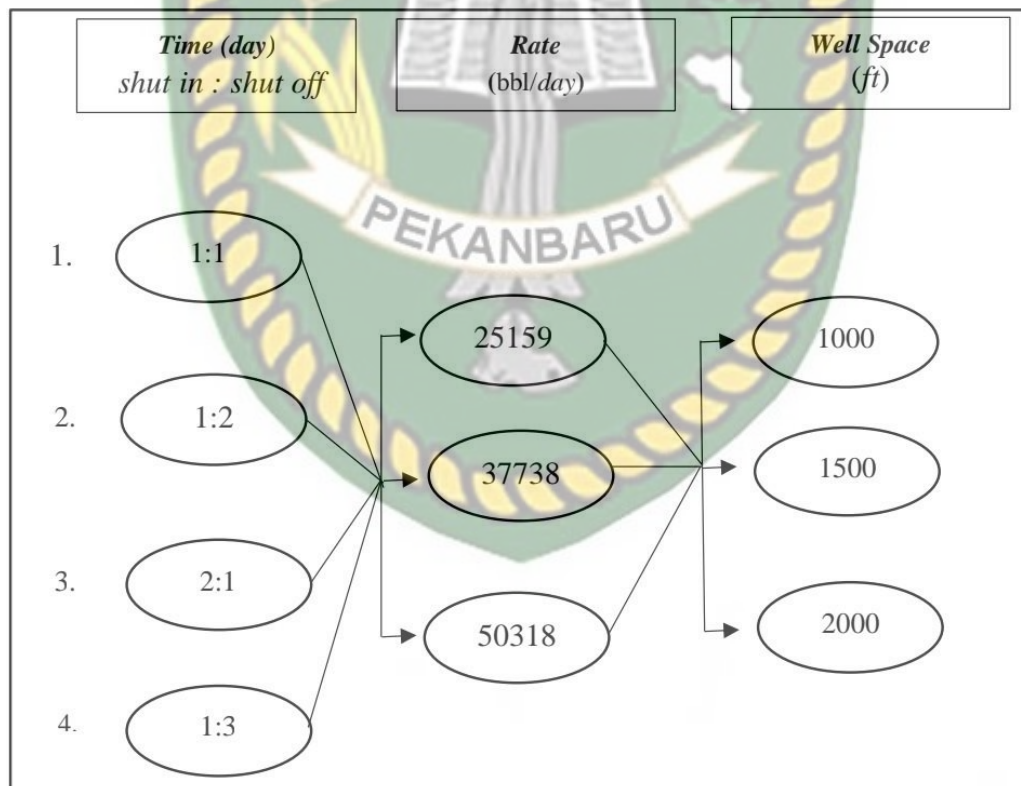 Time (day)
shut in : shut off
Rate
(bbl/day)
Well Space
(ft)
PEKANBARU
1.
1:1
25159
1000
2.
1:2
37738
1500
3.
2:1
50318
2000
4.
1:3